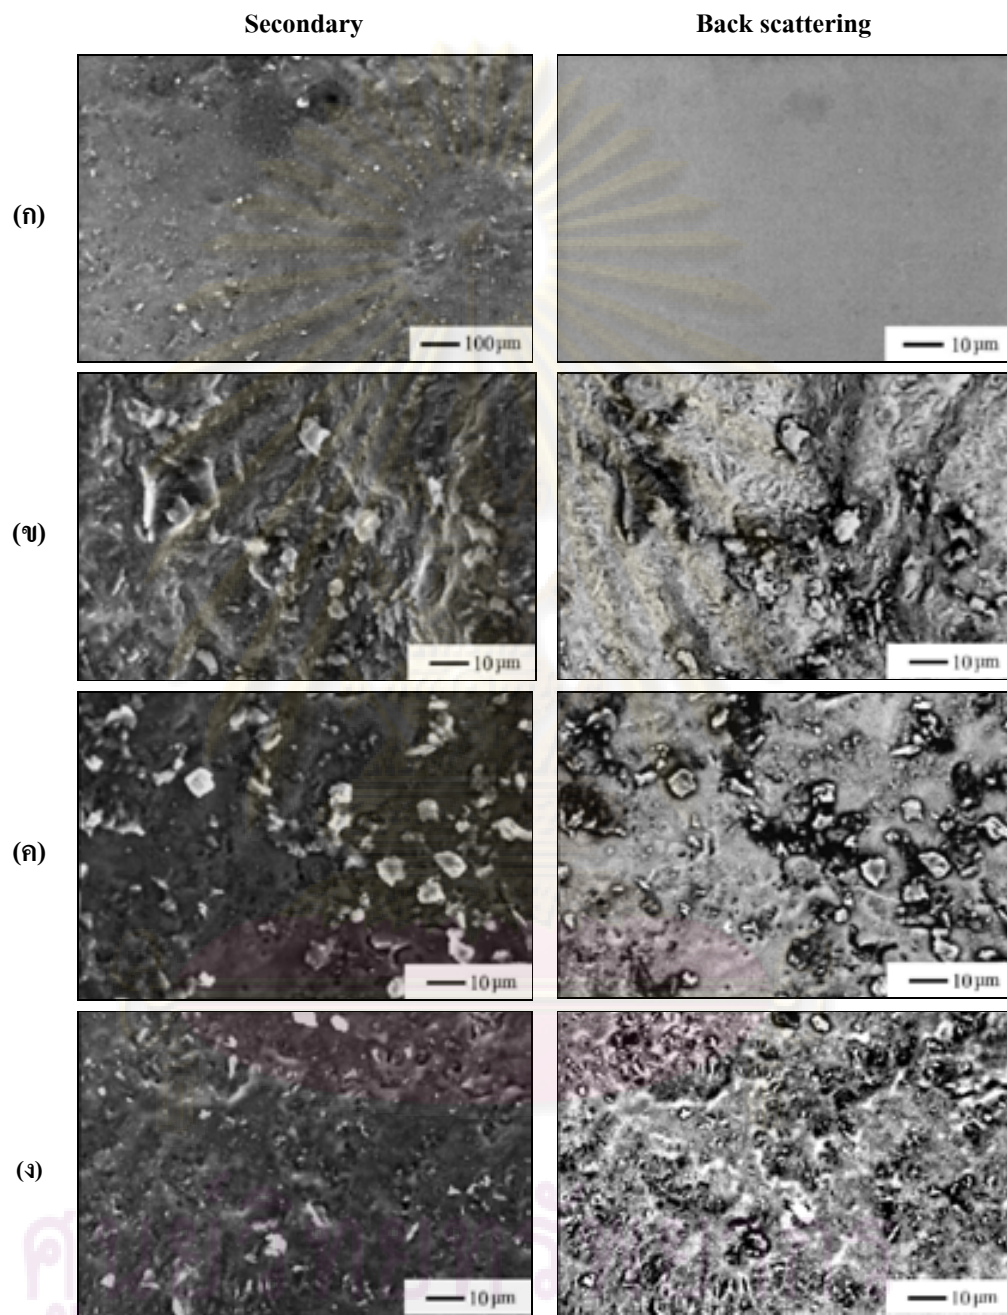 Secondary Back scattering
(ก)
100 µm 10 µm
(ข)
10 µm 10 µm
(ค)
10 µm 10 µm
(ง)
10 µm 10 µm